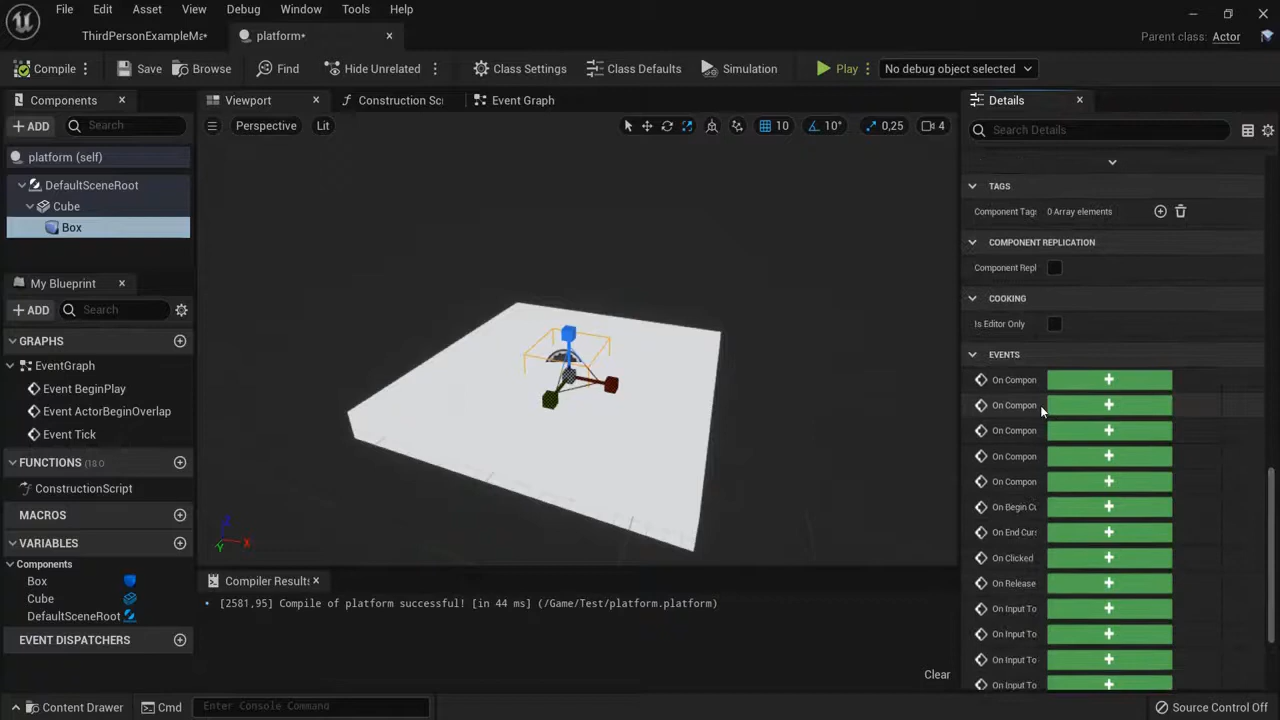 File Edit Asset View Debug Window Tools Help
ThirdPersonExampleMa* platform*
Parent class: Actor
Compile Save Browse Find Hide Unrelated Class Settings Class Defaults Simulation Play No debug object selected
Components
ADD Search
platform (self)
DefaultSceneRoot
Cube
Box
My Blueprint
ADD Search
GRAPHS
EventGraph
Event BeginPlay
Event ActorBeginOverlap
Event Tick
FUNCTIONS (18 O
ConstructionScript
MACROS
VARIABLES
Components
Box
Cube
DefaultSceneRoot
EVENT DISPATCHERS
Viewport Construction Sc Event Graph
Perspective Lit 10 10° 0,25 4
Z
X
Y
Compiler Results
[2581,95] Compile of platform successful! [in 44 ms] (/Game/Test/platform.platform)
Clear
Details
Search Details
TAGS
Component Tag: 0 Array elements
COMPONENT REPLICATION
Component Repl
COOKING
Is Editor Only
EVENTS
On Compon
On Compon
On Compon
On Compon
On Compon
On Begin Cu
On End Cur
On Clicked
On Release
On Input To
On Input To
On Input To
On Input To
Content Drawer Cmd Enter Console Command Source Control Off